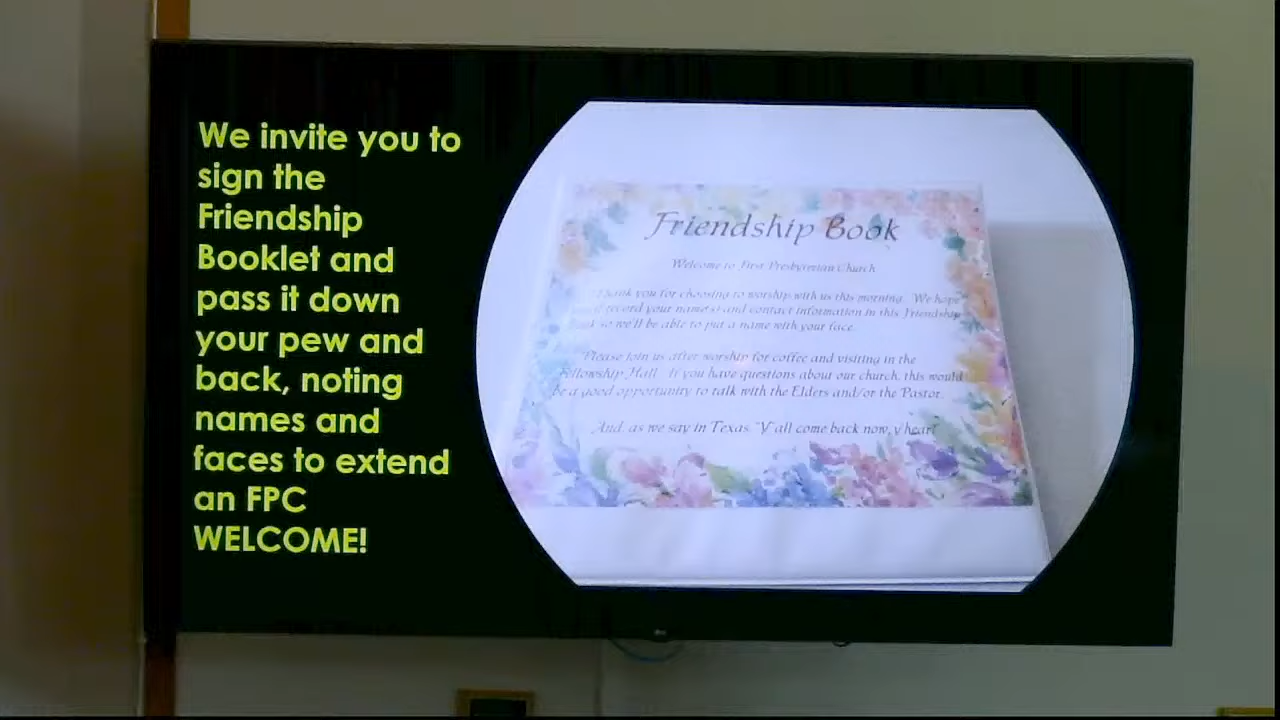 We invite you to
sign the
Friendship
Booklet and
pass it down
your pew and
back, noting
names and
faces to extend
an FPC
WELCOME!
Friendship Book
Welcome to First Presbyterian Church
Thank you for choosing to worship with us this morning. We hope
record your name(s) and contact information in this Friendship
so we'll be able to put a name with your face.
Please join us after worship for coffee and visiting in the
Fellowship Hall. If you have questions about our church, this would
be a good opportunity to talk with the Elders and/or the Pastor.
And, as we say in Texas, "Y'all come back now, y'hear"